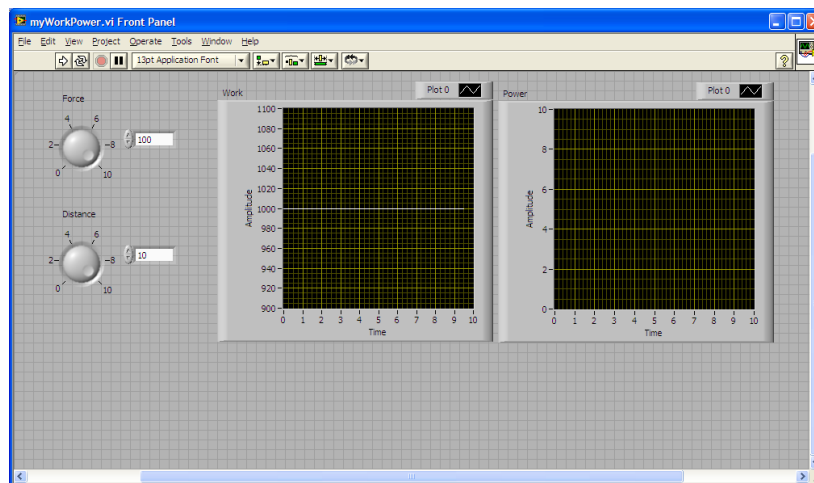 myWorkPower.vi Front Panel
File Edit View Project Operate Tools Window Help
13pt Application Font
?
Force
4 6
2 8
0 10
100
Distance
4 6
2 8
0 10
10
Work
Plot 0
1100
1080
1060
1040
1020
1000
980
960
940
920
900
Amplitude
0 1 2 3 4 5 6 7 8 9 10
Time
Power
Plot 0
10
8
6
4
2
0
Amplitude
0 1 2 3 4 5 6 7 8 9 10
Time